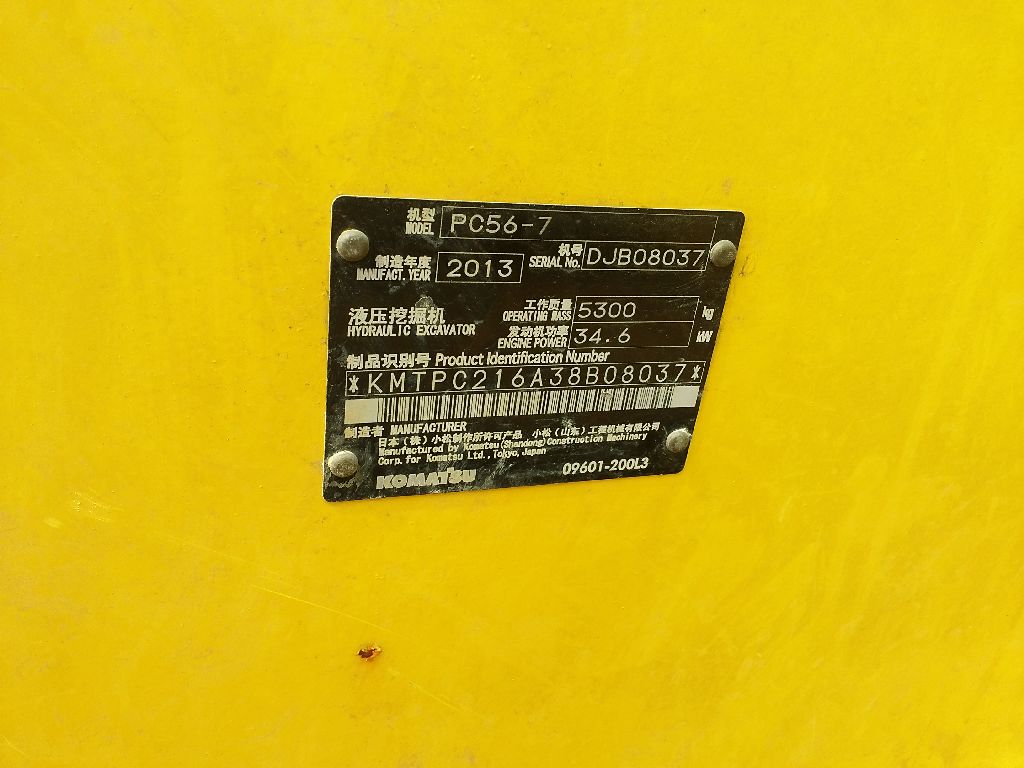 机型 MODEL PC56-7
制造年度 MANUFACT. YEAR 2013 机号 SERIAL No. DJB08037
液压挖掘机 HYDRAULIC EXCAVATOR
工作质量 OPERATING MASS 5300 kg
发动机功率 ENGINE POWER 34.6 kW
制品识别号 Product Identification Number
*KMTPC216A38B08037*
制造者 MANUFACTURER
日本(株)小松制作所许可产品 小松(山东)工程机械有限公司
Manufactured by Komatsu(Shandong)Construction Machinery
Corp. for Komatsu Ltd., Tokyo, Japan
KOMATSU 09601-200L3